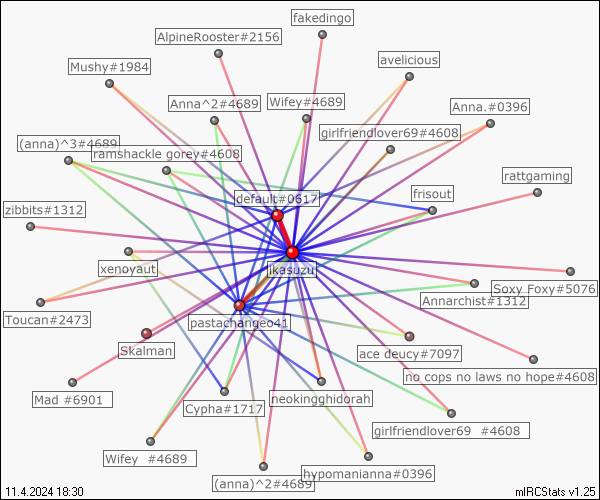 fakedingo
AlpineRooster#2156
avelicious
Mushy#1984
Anna^2#4689
Wifey#4689
Anna.#0396
girlfriendlover69#4608
(anna)^3#4689
ramshackle gorey#4608
rattgaming
default#0617
frisout
zibbits#1312
xenoyaut
jkasuzuj
Soxy Foxy#5076
Annarchist#1312
Toucan#2473
pastachangeo41
Skalman
ace deucy#7097
no cops no laws no hope#4608
Mad #6901
Cypha#1717
neokingghidorah
girlfriendlover69 #4608
Wifey #4689
hypomanianna#0396
(anna)^2#4689
11.4.2024 18:30
mIRCStats v1.25